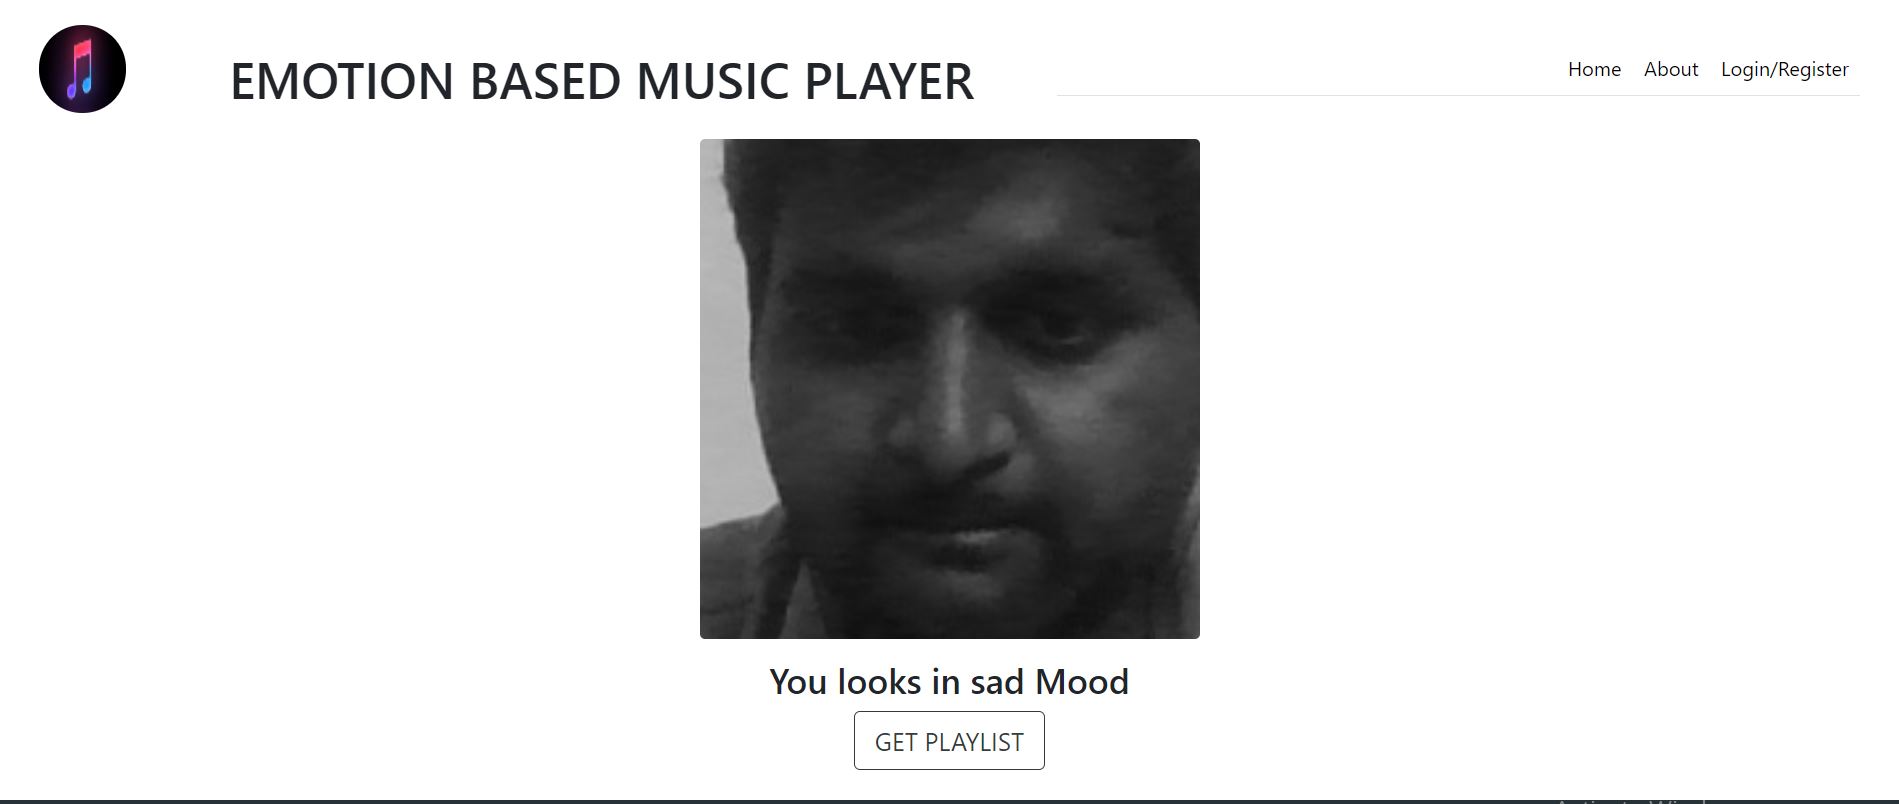 EMOTION BASED MUSIC PLAYER
Home About Login/Register
You looks in sad Mood
GET PLAYLIST